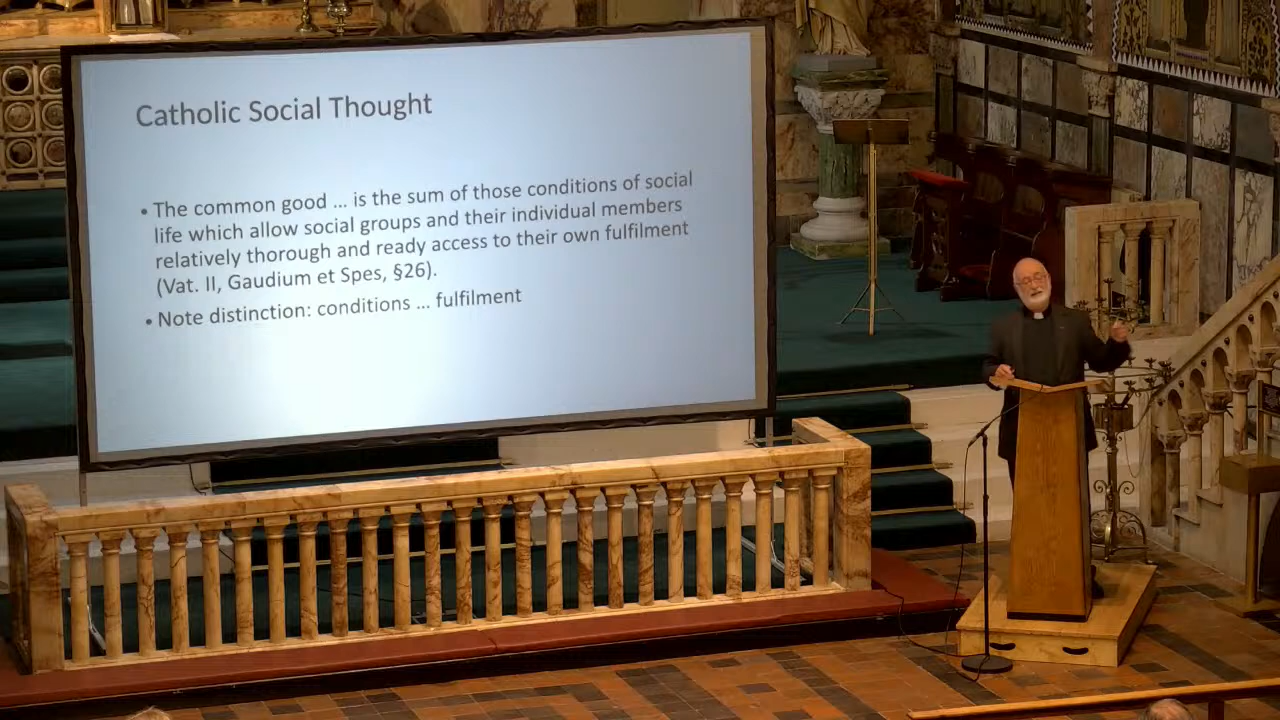 Catholic Social Thought
• The common good ... is the sum of those conditions of social
life which allow social groups and their individual members
relatively thorough and ready access to their own fulfilment
(Vat. II, Gaudium et Spes, §26).
• Note distinction: conditions ... fulfilment